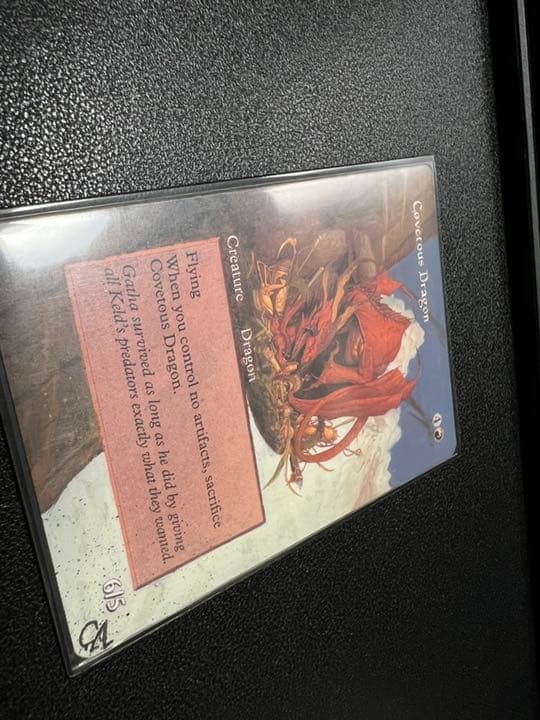 Covetous Dragon
4
Creature Dragon
Flying
When you control no artifacts, sacrifice
Covetous Dragon.
Gatha survived as long as he did by giving
all Keld's predators exactly what they wanted.
6/5